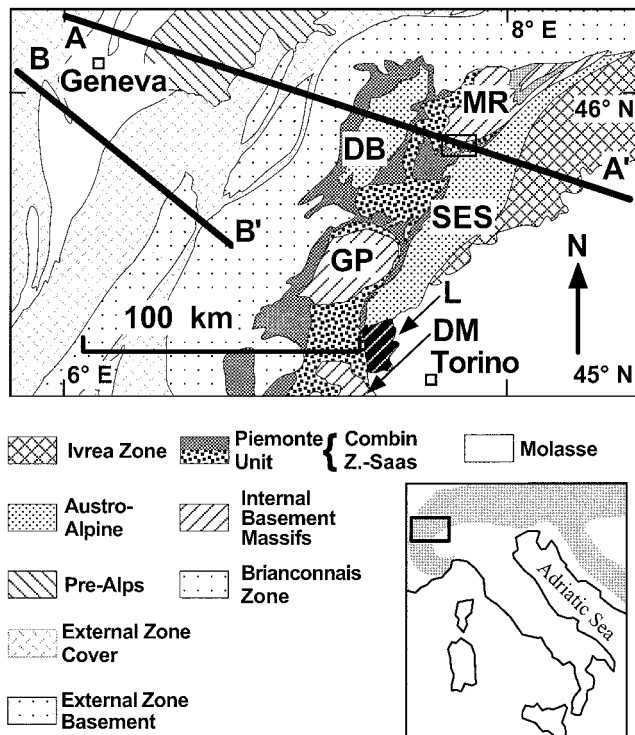 8° E
A
B
Geneva
MR
46° N
DB
A'
SES
B'
N
GP
L
100 km
DM
Torino
6° E
45° N
Ivrea Zone
Piemonte
Unit
{ Combin
Z.-Saas
Molasse
Austro-
Alpine
Internal
Basement
Massifs
Pre-Alps
Brianconnais
Zone
External Zone
Cover
External Zone
Basement
Adriatic Sea